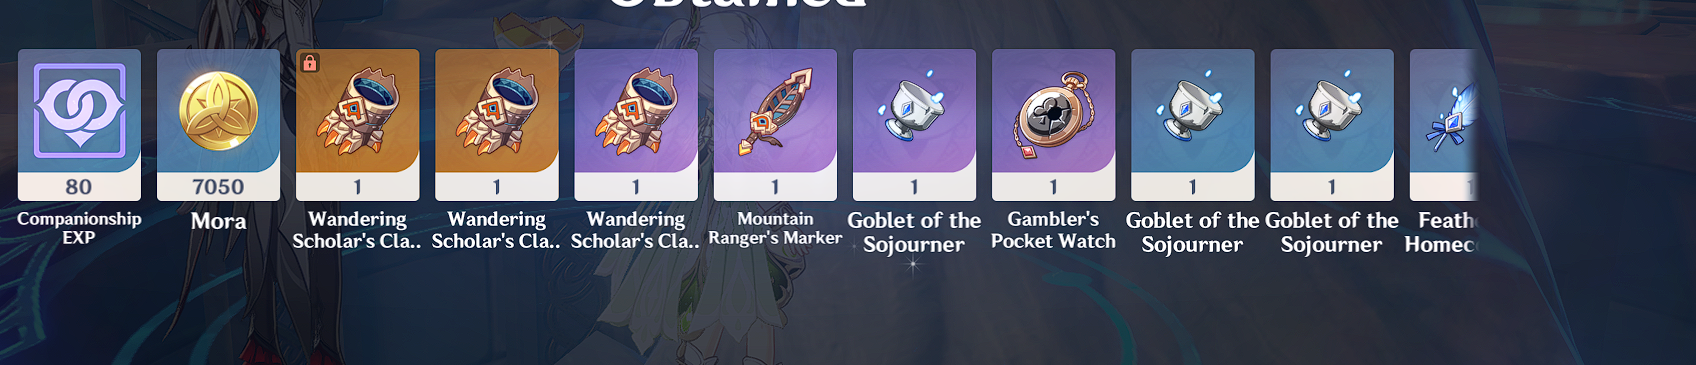 Obtained
80
7050
1
1
1
1
1
1
1
1
Companionship
EXP
Mora
Wandering
Scholar's Cla..
Wandering
Scholar's Cla..
Wandering
Scholar's Cla..
Mountain
Ranger's Marker
Goblet of the
Sojourner
Gambler's
Pocket Watch
Goblet of the
Sojourner
Goblet of the
Sojourner